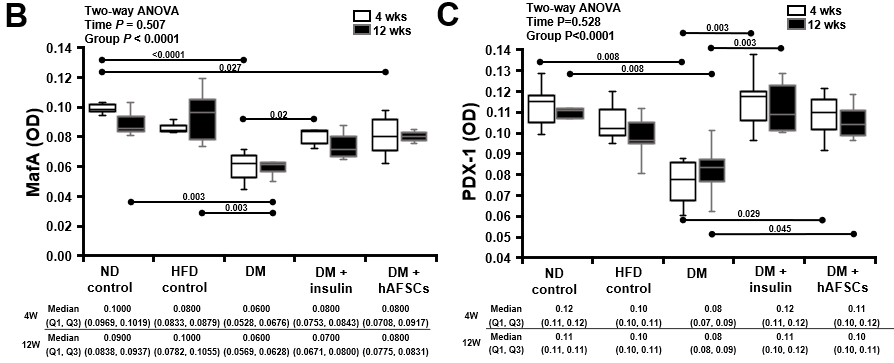 B
Two-way ANOVA
Time P = 0.507
Group P < 0.0001
4 wks
12 wks
MafA (OD)
0.14
0.12
0.10
0.08
0.06
0.04
0.02
0.00
<0.0001
0.027
0.02
0.003
0.003
ND control
HFD control
DM
DM + insulin
DM + hAFSCs
4W
Median 0.1000 0.0800 0.0600 0.0800 0.0800
(Q1, Q3) (0.0969, 0.1019) (0.0833, 0.0879) (0.0528, 0.0676) (0.0753, 0.0843) (0.0708, 0.0917)
12W
Median 0.0900 0.1000 0.0600 0.0700 0.0800
(Q1, Q3) (0.0838, 0.0937) (0.0782, 0.1055) (0.0569, 0.0628) (0.0671, 0.0800) (0.0775, 0.0831)
C
Two-way ANOVA
Time P=0.528
Group P<0.0001
4 wks
12 wks
PDX-1 (OD)
0.14
0.13
0.12
0.11
0.10
0.09
0.08
0.07
0.06
0.05
0.04
0.003
0.003
0.008
0.008
0.029
0.045
ND control
HFD control
DM
DM + insulin
DM + hAFSCs
4W
Median 0.12 0.10 0.08 0.12 0.11
(Q1, Q3) (0.11, 0.12) (0.10, 0.11) (0.07, 0.09) (0.11, 0.12) (0.10, 0.12)
12W
Median 0.11 0.10 0.08 0.11 0.10
(Q1, Q3) (0.11, 0.11) (0.10, 0.11) (0.08, 0.09) (0.10, 0.12) (0.10, 0.11)